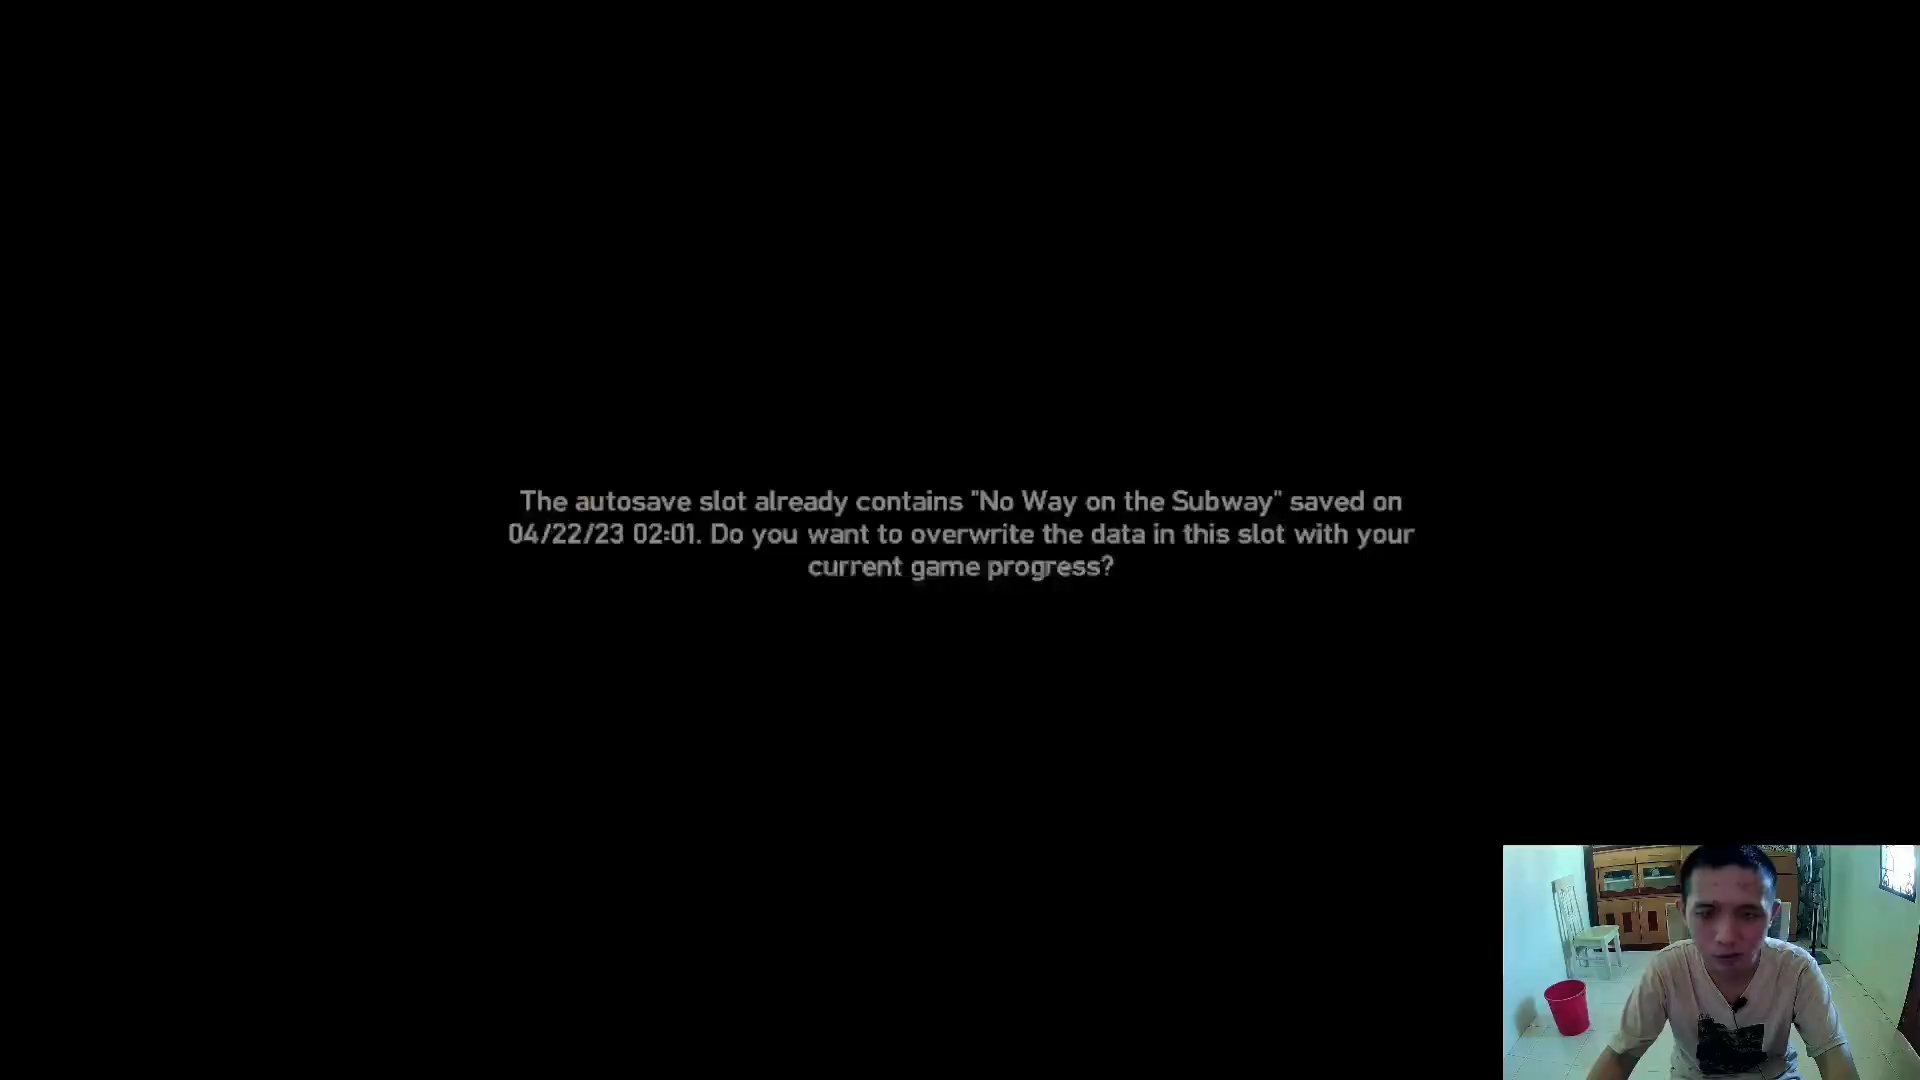 The autosave slot already contains "No Way on the Subway" saved on
04/22/23 02:01. Do you want to overwrite the data in this slot with your
current game progress?